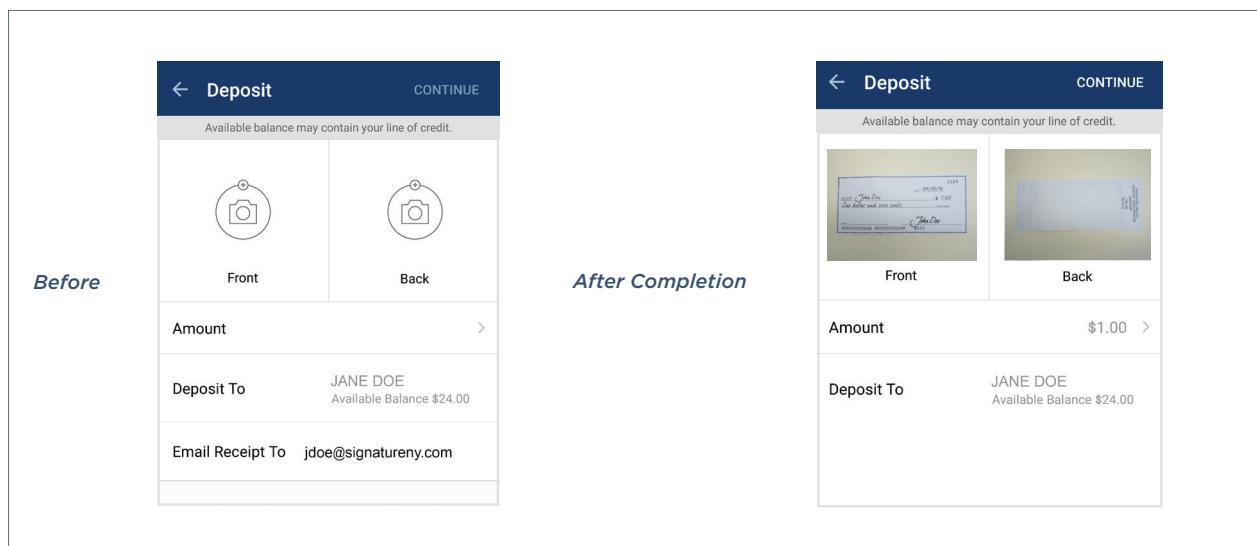 Before
Deposit CONTINUE
Available balance may contain your line of credit.
Front Back
Amount
Deposit To JANE DOE
Available Balance $24.00
Email Receipt To jdoe@signatureny.com
After Completion
Deposit CONTINUE
Available balance may contain your line of credit.
09/10/16
John Doe $ 1.00
One dollar and zero cents
John Doe
Front Back
Amount $1.00
Deposit To JANE DOE
Available Balance $24.00